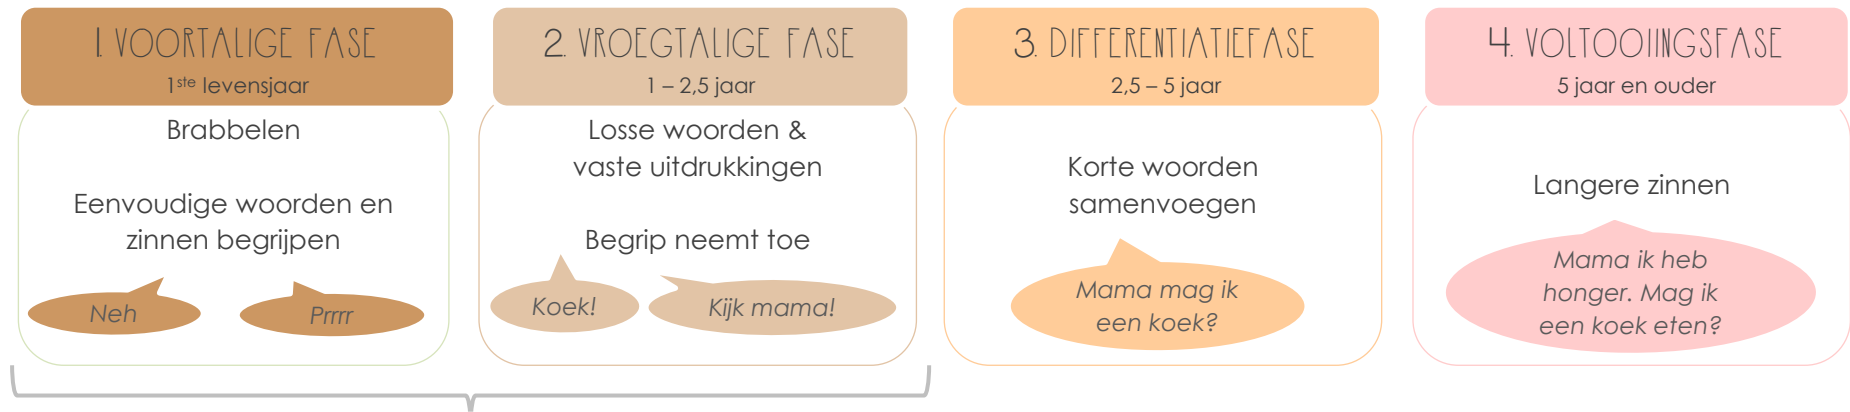 1. VOORTALIGE FASE
1ste levensjaar
Brabbelen
Eenvoudige woorden en
zinnen begrijpen
Neh
Prrrr
2. VROEGTALIGE FASE
1 – 2,5 jaar
Losse woorden &
vaste uitdrukkingen
Begrip neemt toe
Koek!
Kijk mama!
3. DIFFERENTIATIEFASE
2,5 – 5 jaar
Korte woorden
samenvoegen
Mama mag ik
een koek?
4. VOLTOOIINGSFASE
5 jaar en ouder
Langere zinnen
Mama ik heb
honger. Mag ik
een koek eten?